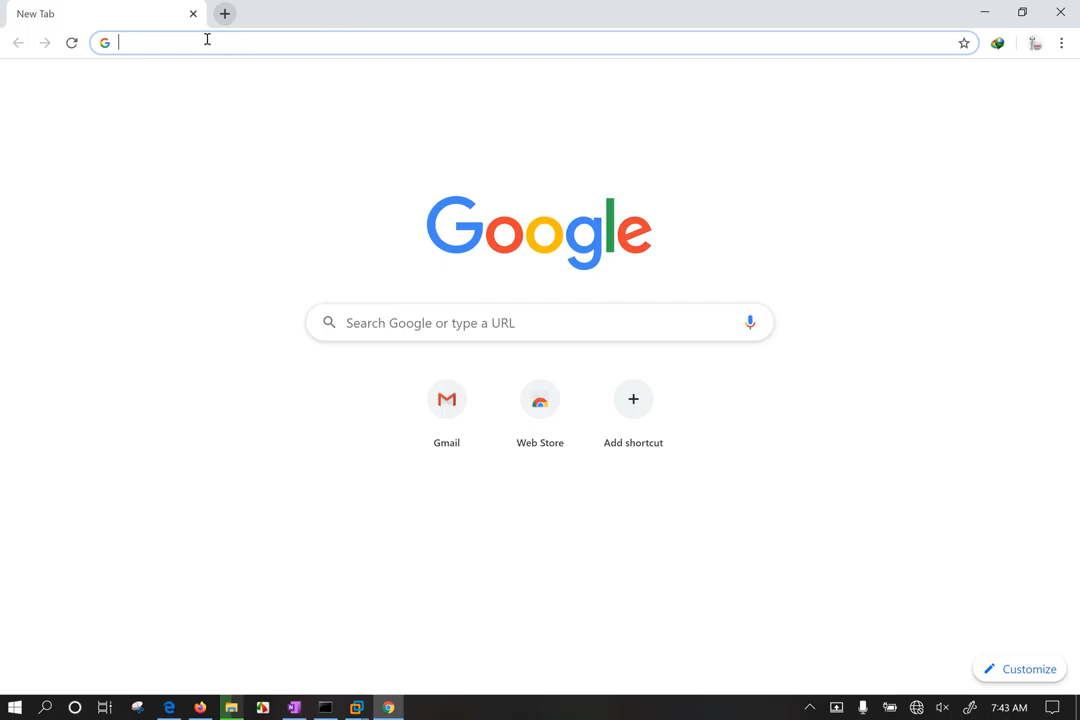 New Tab
Google
Search Google or type a URL
Gmail
Web Store
Add shortcut
Customize
7:43 AM